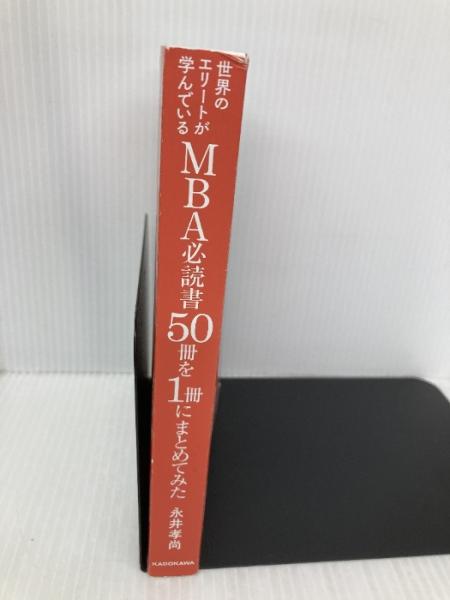 世界の
エリートが
学んでいる
MBA必読書50冊を1冊にまとめてみた
永井孝尚
KADOKAWA